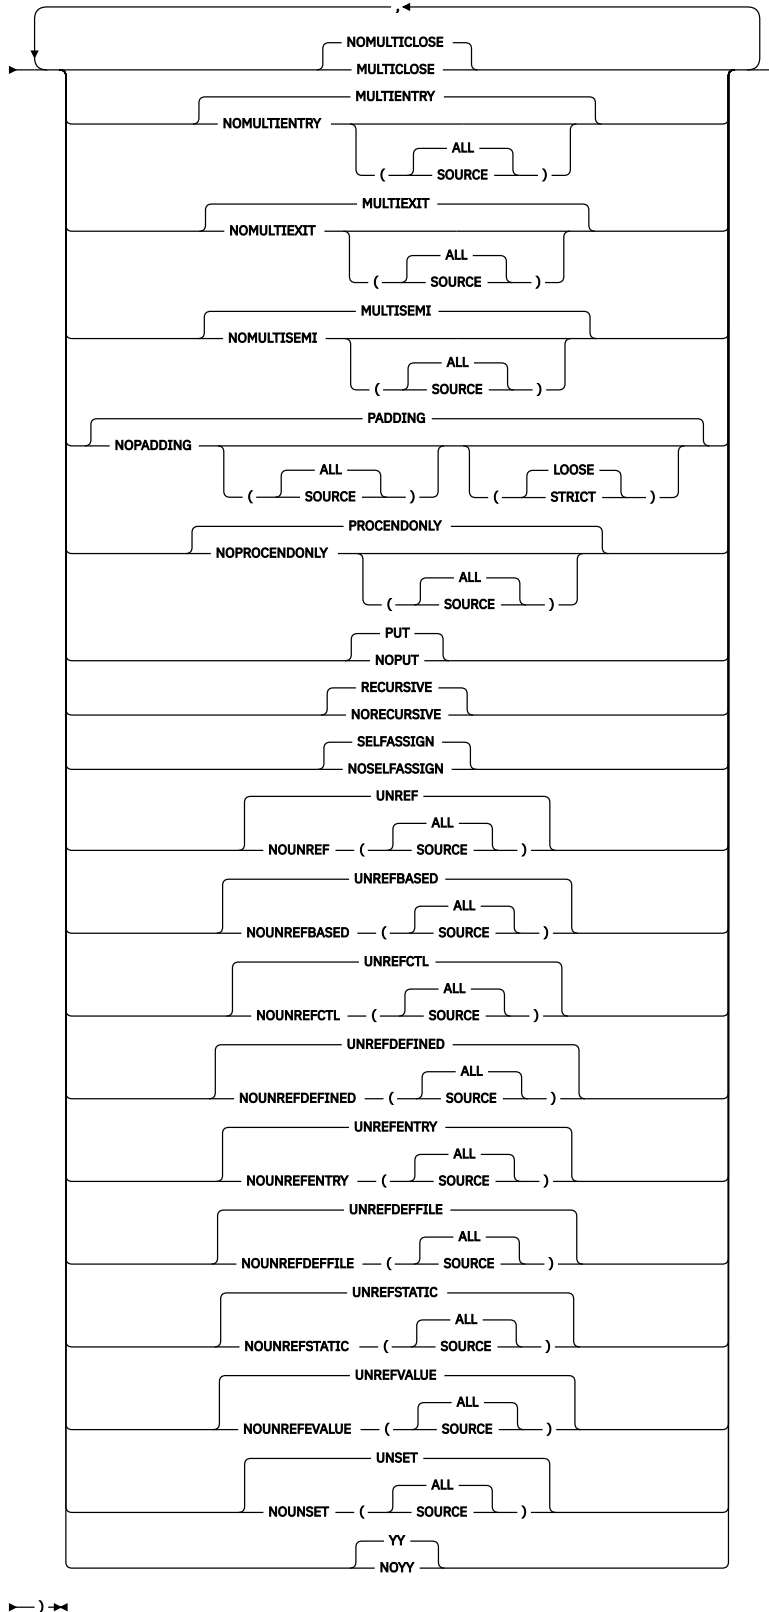 ,
NOMULTICLOSE
MULTICLOSE
MULTIENTRY
NOMULTIENTRY
ALL
( SOURCE )
MULTIEXIT
NOMULTIEXIT
ALL
( SOURCE )
MULTISEMI
NOMULTISEMI
ALL
( SOURCE )
PADDING
NOPADDING
ALL LOOSE
( SOURCE ) ( STRICT )
PROCENDONLY
NOPROCENDONLY
ALL
( SOURCE )
PUT
NOPUT
RECURSIVE
NORECURSIVE
SELFASSIGN
NOSELFASSIGN
UNREF
ALL
NOUNREF ( SOURCE )
UNREFBASED
ALL
NOUNREFBASED ( SOURCE )
UNREFCTL
ALL
NOUNREFCTL ( SOURCE )
UNREFDEFINED
ALL
NOUNREFDEFINED ( SOURCE )
UNREFENTRY
ALL
NOUNREFENTRY ( SOURCE )
UNREFDEFFILE
ALL
NOUNREFDEFFILE ( SOURCE )
UNREFSTATIC
ALL
NOUNREFSTATIC ( SOURCE )
UNREFVALUE
ALL
NOUNREFEVALUE ( SOURCE )
UNSET
ALL
NOUNSET ( SOURCE )
YY
NOYY
)